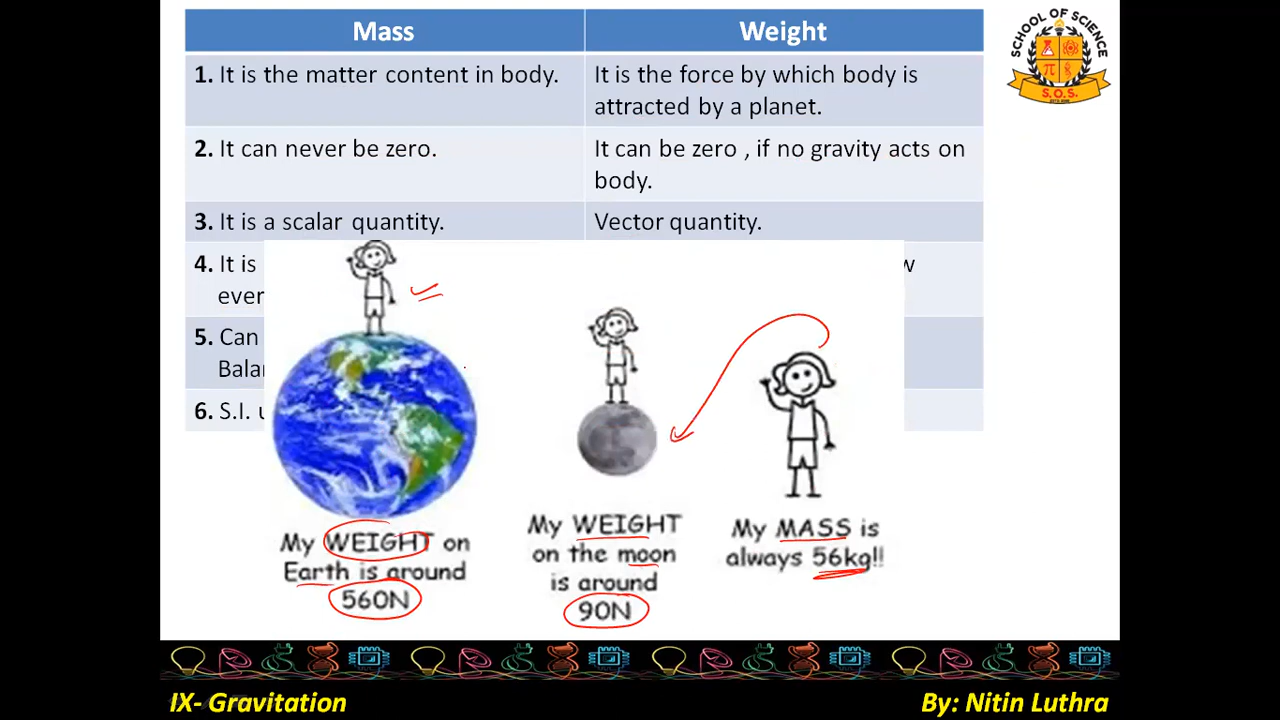 Mass
Weight
1. It is the matter content in body.
It is the force by which body is
attracted by a planet.
2. It can never be zero.
It can be zero , if no gravity acts on
body.
3. It is a scalar quantity.
Vector quantity.
4. It is
5. Can
6. S.I.
My WEIGHT on
Earth is around
560N
My WEIGHT
on the moon
is around
90N
My MASS is
always 56kg!!
SCHOOL OF SCIENCE
S.O.S.
IX- Gravitation
By: Nitin Luthra